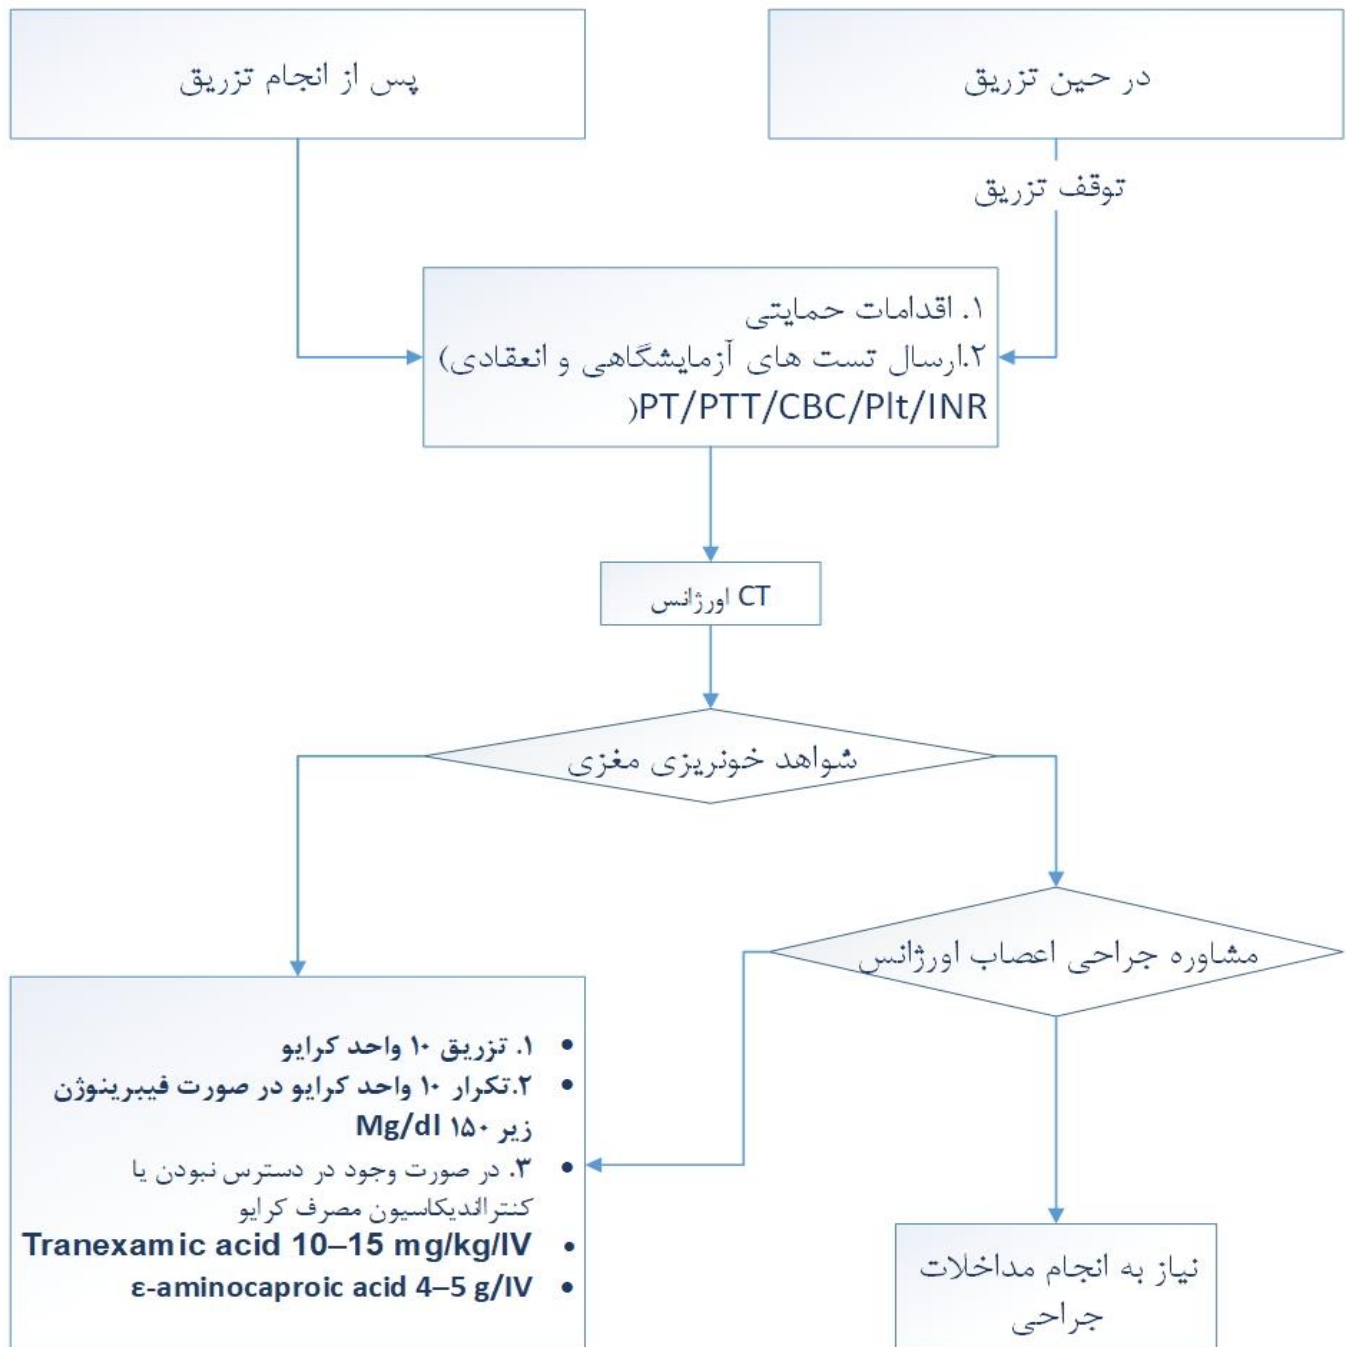 در حین تزریق
پس از انجام تزریق
توقف تزریق
۱. اقدامات حمایتی
۲.ارسال تست های آزمایشگاهی و انعقادی)
PT/PTT/CBC/Plt/INR(
CT اورژانس
شواهد خونریزی مغزی
مشاوره جراحی اعصاب اورژانس
• ۱. تزریق ۱۰ واحد کرایو
• ۲.تکرار ۱۰ واحد کرایو در صورت فیبرینوژن
زیر ۱۵۰ Mg/dl
• ۳. در صورت وجود در دسترس نبودن یا
کنترااندیکاسیون مصرف کرایو
• Tranexamic acid 10–15 mg/kg/IV
• ε-aminocaproic acid 4–5 g/IV
نیاز به انجام مداخلات
جراحی